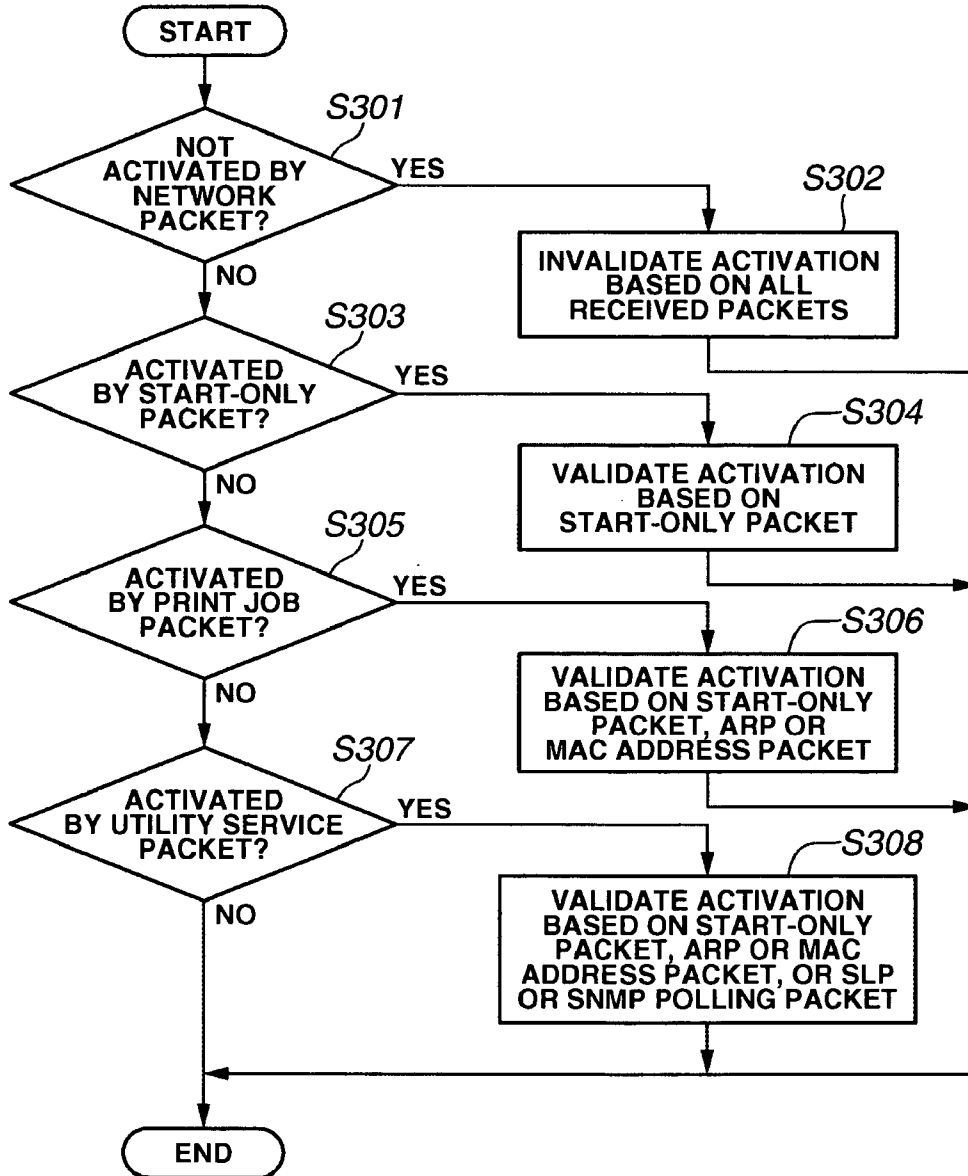 START
S301
NOT
ACTIVATED BY
NETWORK
PACKET?
YES
NO
S302
INVALIDATE ACTIVATION
BASED ON ALL
RECEIVED PACKETS
S303
ACTIVATED
BY START-ONLY
PACKET?
YES
NO
S304
VALIDATE ACTIVATION
BASED ON
START-ONLY PACKET
S305
ACTIVATED
BY PRINT JOB
PACKET?
YES
NO
S306
VALIDATE ACTIVATION
BASED ON START-ONLY
PACKET, ARP OR
MAC ADDRESS PACKET
S307
ACTIVATED
BY UTILITY SERVICE
PACKET?
YES
NO
S308
VALIDATE ACTIVATION
BASED ON START-ONLY
PACKET, ARP OR MAC
ADDRESS PACKET, OR SLP
OR SNMP POLLING PACKET
END